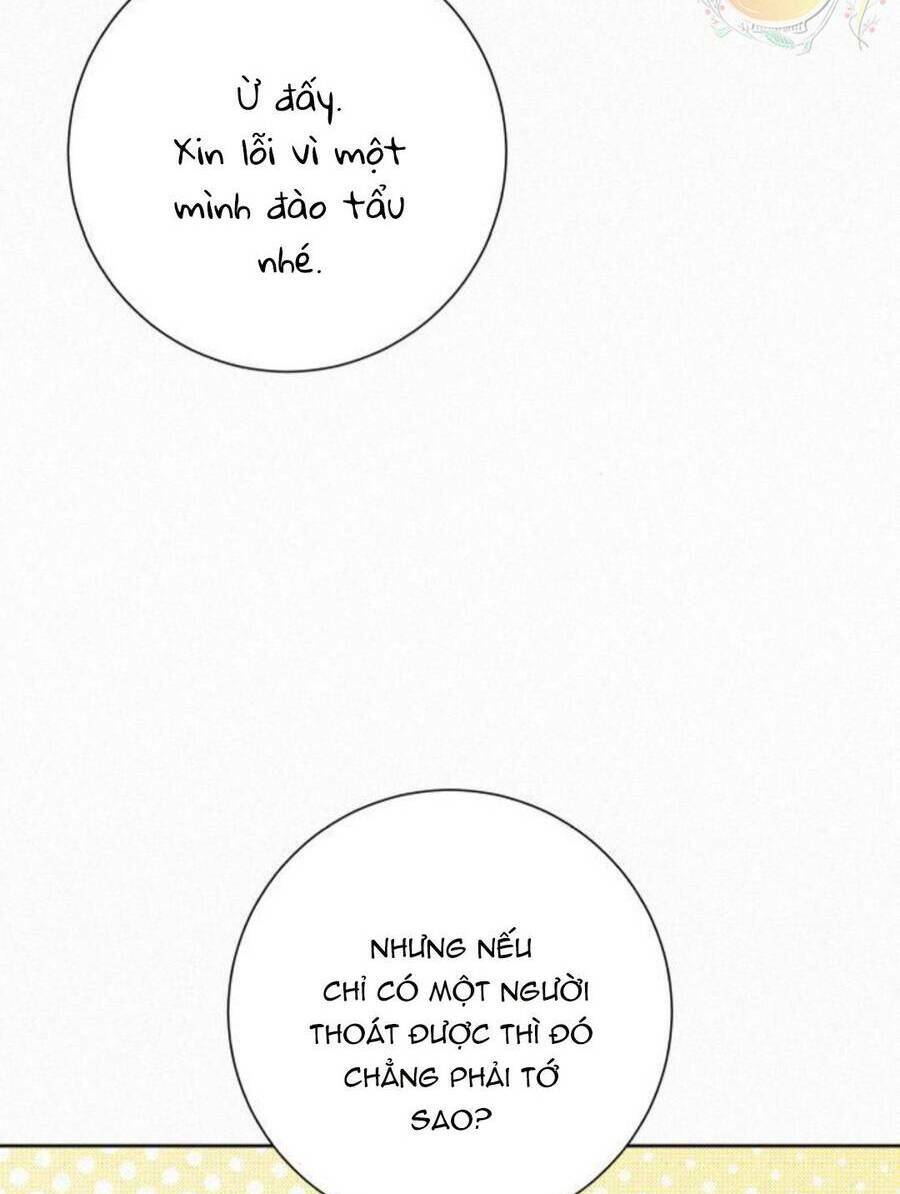 Ừ đấy.
Xin lỗi vì một
mình đào tẩu
nhé.
NHƯNG NẾU
CHỈ CÓ MỘT NGƯỜI
THOÁT ĐƯỢC THÌ ĐÓ
CHẲNG PHẢI TỚ
SAO?